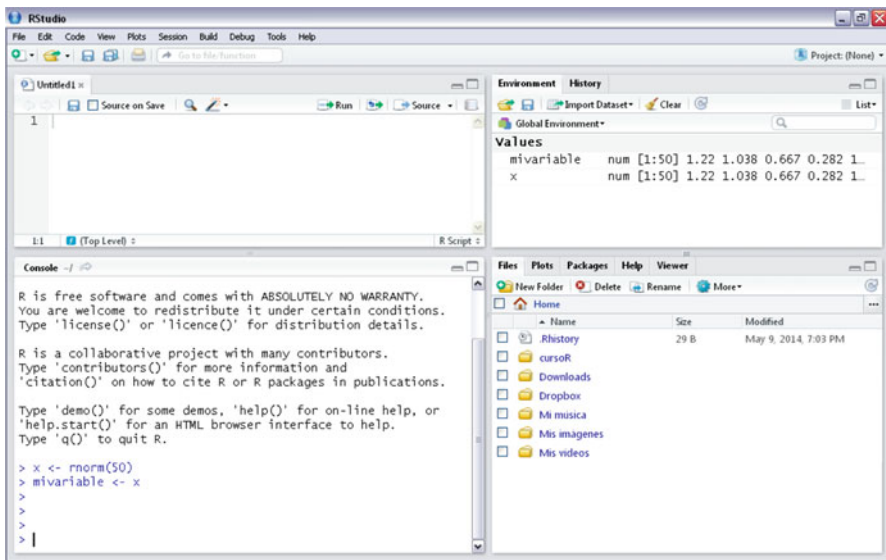 RStudio
File Edit Code View Plots Session Build Debug Tools Help
Go to file/function
Project: (None)
Untitled1
Source on Save
Run
Source
1
1:1
(Top Level)
R Script
Console ~/
R is free software and comes with ABSOLUTELY NO WARRANTY.
You are welcome to redistribute it under certain conditions.
Type 'license()' or 'licence()' for distribution details.
R is a collaborative project with many contributors.
Type 'contributors()' for more information and
'citation()' on how to cite R or R packages in publications.
Type 'demo()' for some demos, 'help()' for on-line help, or
'help.start()' for an HTML browser interface to help.
Type 'q()' to quit R.
> x <- rnorm(50)
> mivariable <- x
>
>
>
>
Environment History
Import Dataset Clear List
Global Environment
Values
mivariable num [1:50] 1.22 1.038 0.667 0.282 1…
x num [1:50] 1.22 1.038 0.667 0.282 1…
Files Plots Packages Help Viewer
New Folder Delete Rename More
Home
Name Size Modified
.Rhistory 29 B May 9, 2014, 7:03 PM
cursoR
Downloads
Dropbox
Mi musica
Mis imagenes
Mis videos